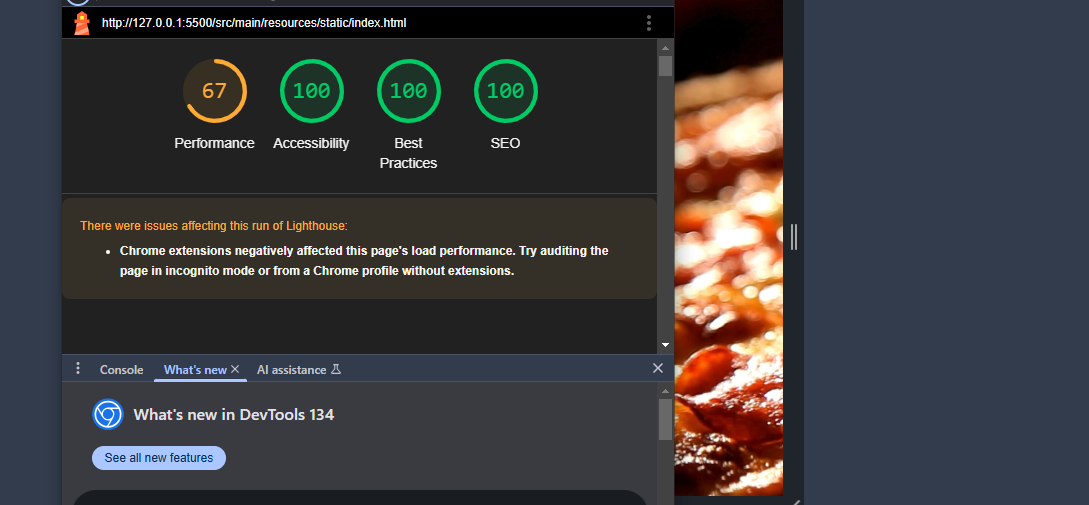 http://127.0.0.1:5500/src/main/resources/static/index.html
67 100 100 100
Performance Accessibility Best Practices SEO
There were issues affecting this run of Lighthouse:
• Chrome extensions negatively affected this page's load performance. Try auditing the
page in incognito mode or from a Chrome profile without extensions.
Console What's new AI assistance
What's new in DevTools 134
See all new features